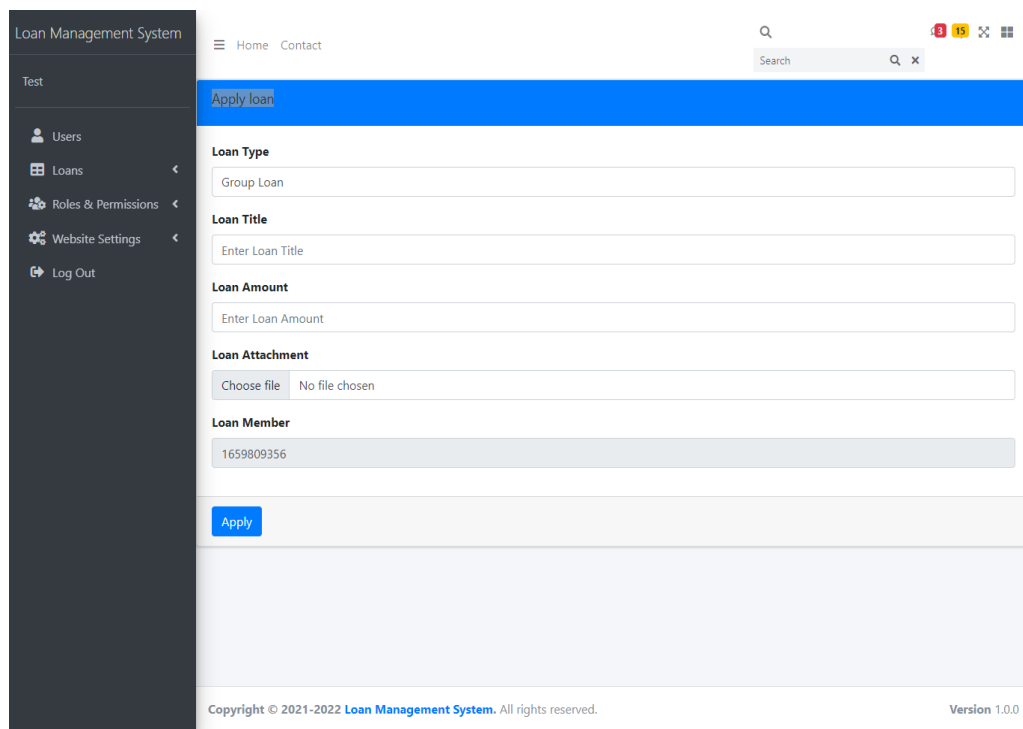 Loan Management System
Test
Users
Loans
Roles & Permissions
Website Settings
Log Out
Home Contact
Search
3 15
Apply loan
Loan Type
Group Loan
Loan Title
Enter Loan Title
Loan Amount
Enter Loan Amount
Loan Attachment
Choose file No file chosen
Loan Member
1659809356
Apply
Copyright © 2021-2022 Loan Management System. All rights reserved.
Version 1.0.0